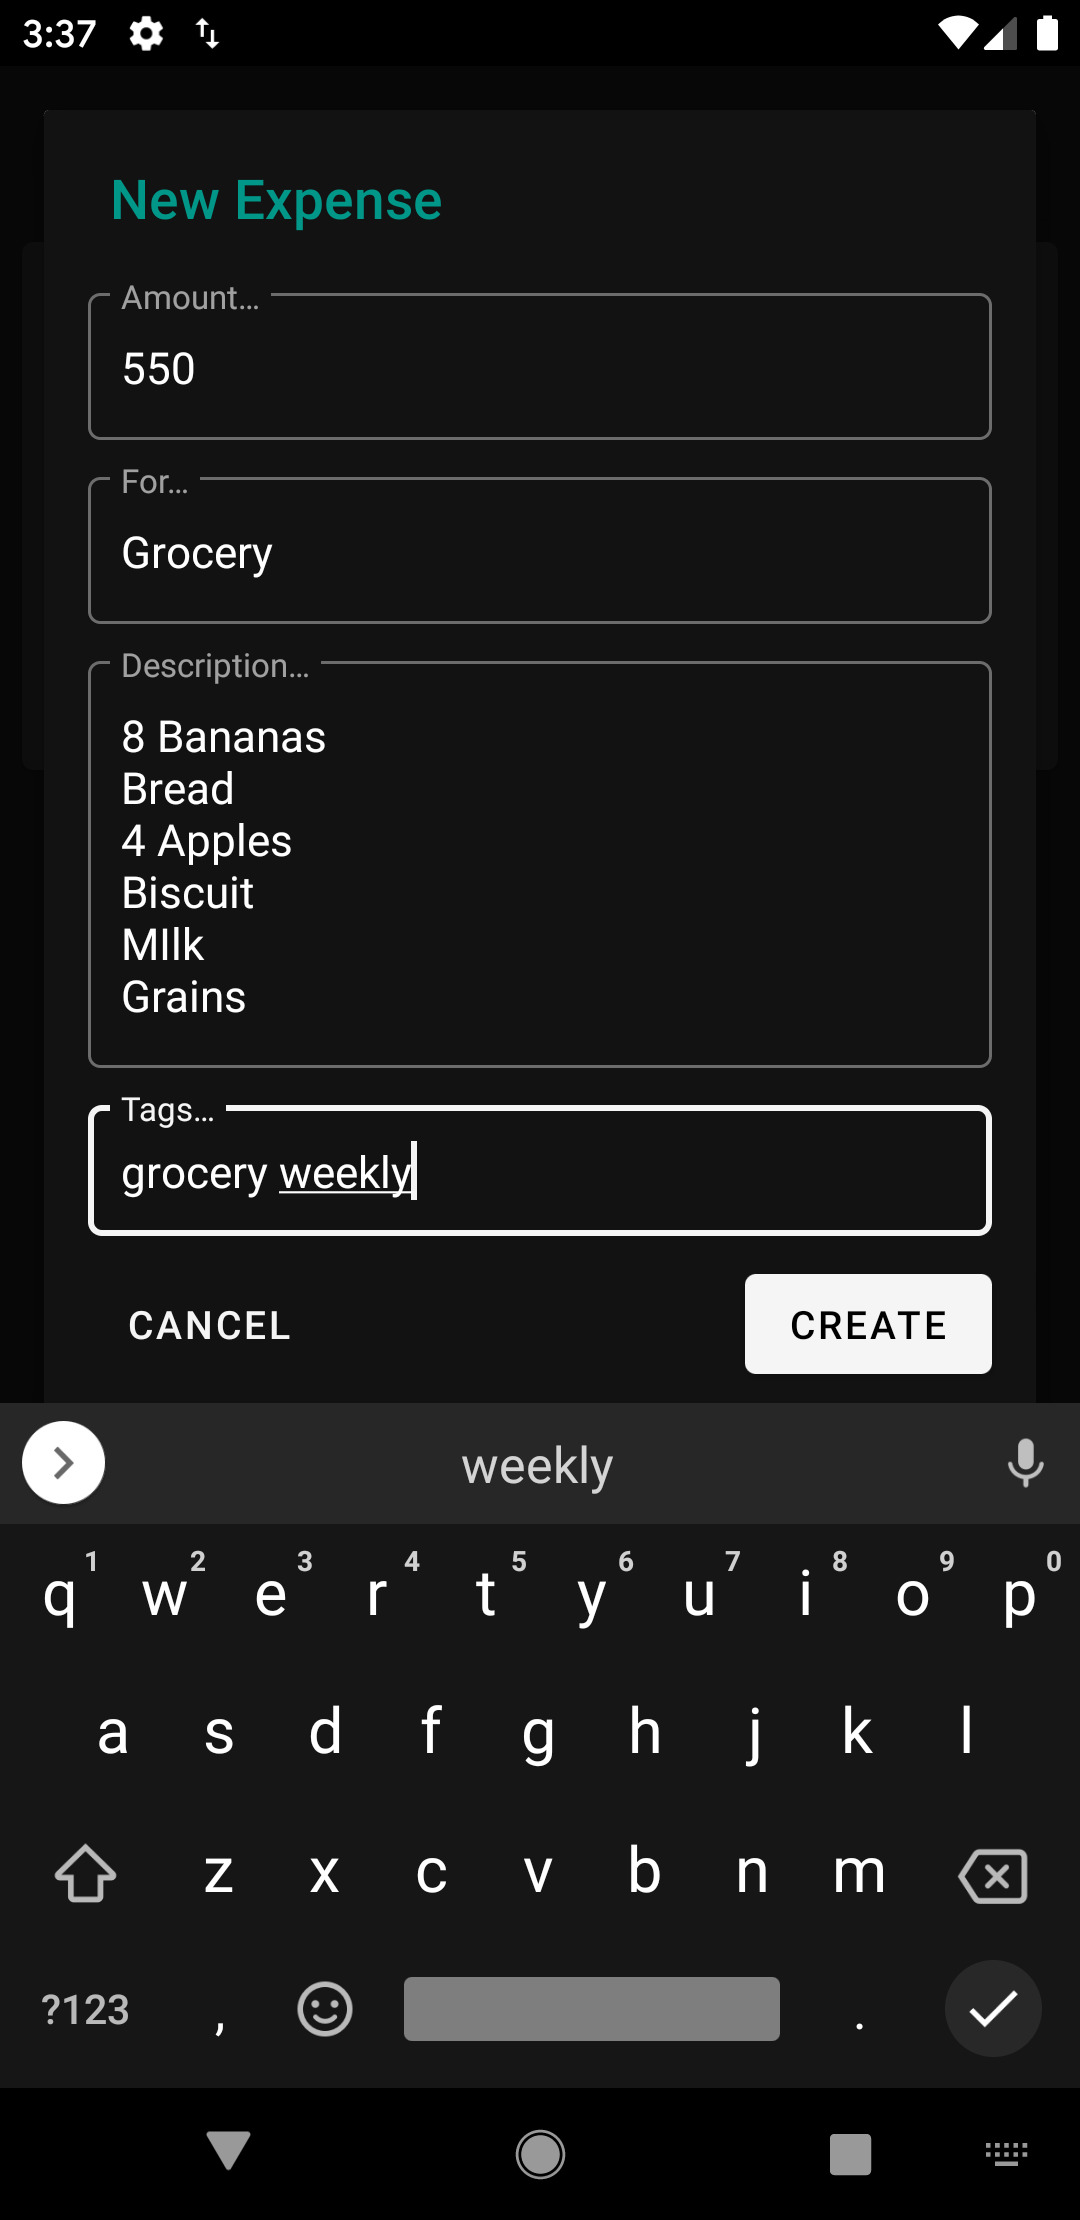 3:37
New Expense
Amount...
550
For...
Grocery
Description...
8 Bananas
Bread
4 Apples
Biscuit
MIlk
Grains
Tags...
grocery weekly
CANCEL
CREATE
weekly
q 1 w 2 e 3 r 4 t 5 y 6 u 7 i 8 o 9 p 0
a s d f g h j k l
z x c v b n m
?123 , .